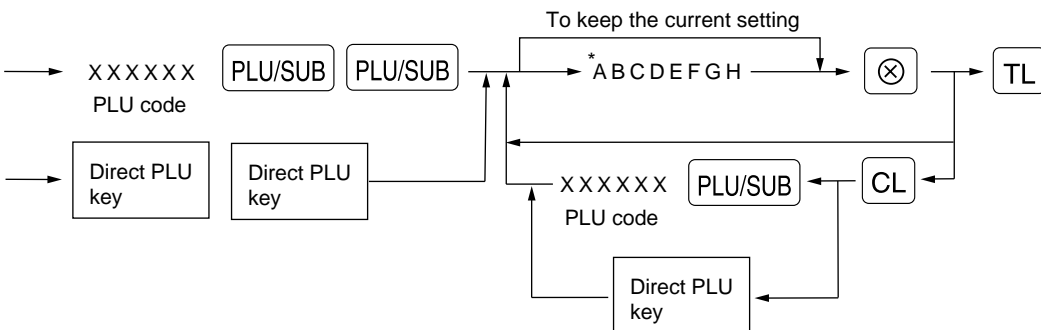 To keep the current setting
XXXXXX PLU/SUB PLU/SUB *ABCDEFGH ⊗ TL
PLU code
Direct PLU
key
Direct PLU
key
XXXXXX PLU/SUB CL
PLU code
Direct PLU
key